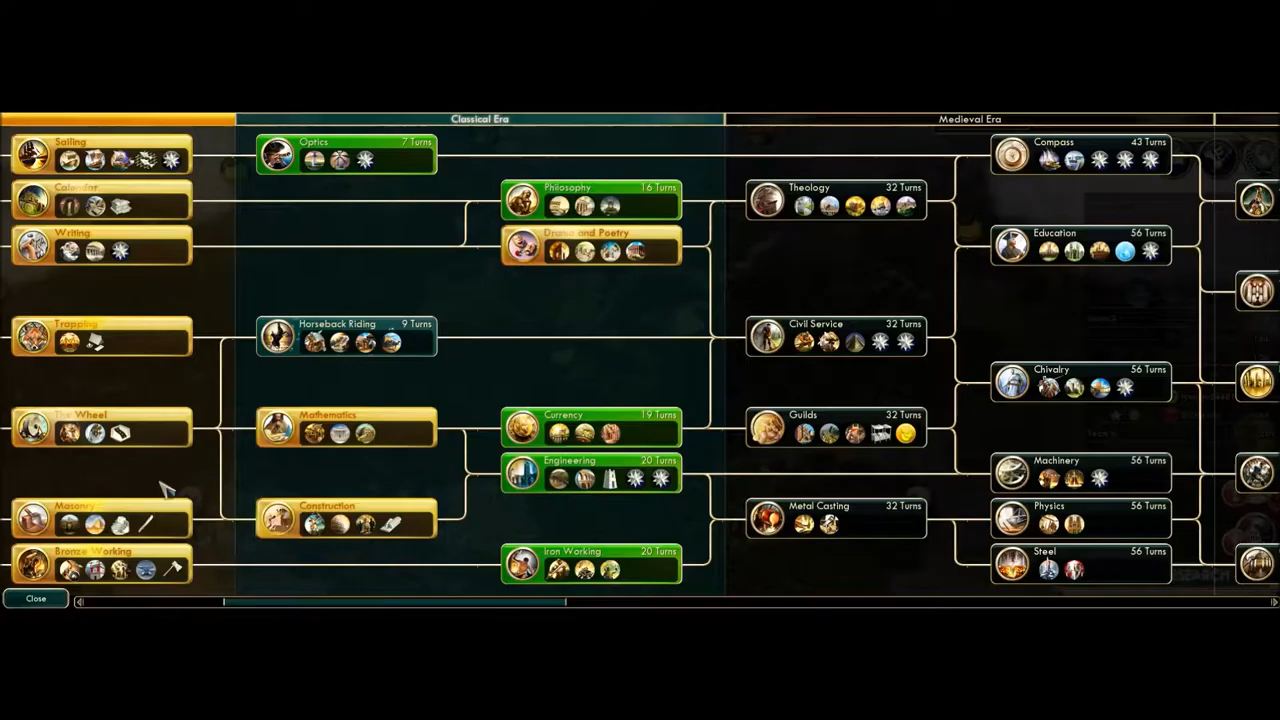 Classical Era
Medieval Era
Sailing
Optics 7 Turns
Compass 43 Turns
Calendar
Philosophy 16 Turns
Theology 32 Turns
Writing
Drama and Poetry
Education 56 Turns
Trapping
Horseback Riding 9 Turns
Civil Service 32 Turns
Chivalry 56 Turns
The Wheel
Mathematics
Currency 19 Turns
Guilds 32 Turns
Engineering 20 Turns
Machinery 56 Turns
Masonry
Construction
Metal Casting 32 Turns
Physics 56 Turns
Bronze Working
Iron Working 20 Turns
Steel 56 Turns
RESEARCH
Close